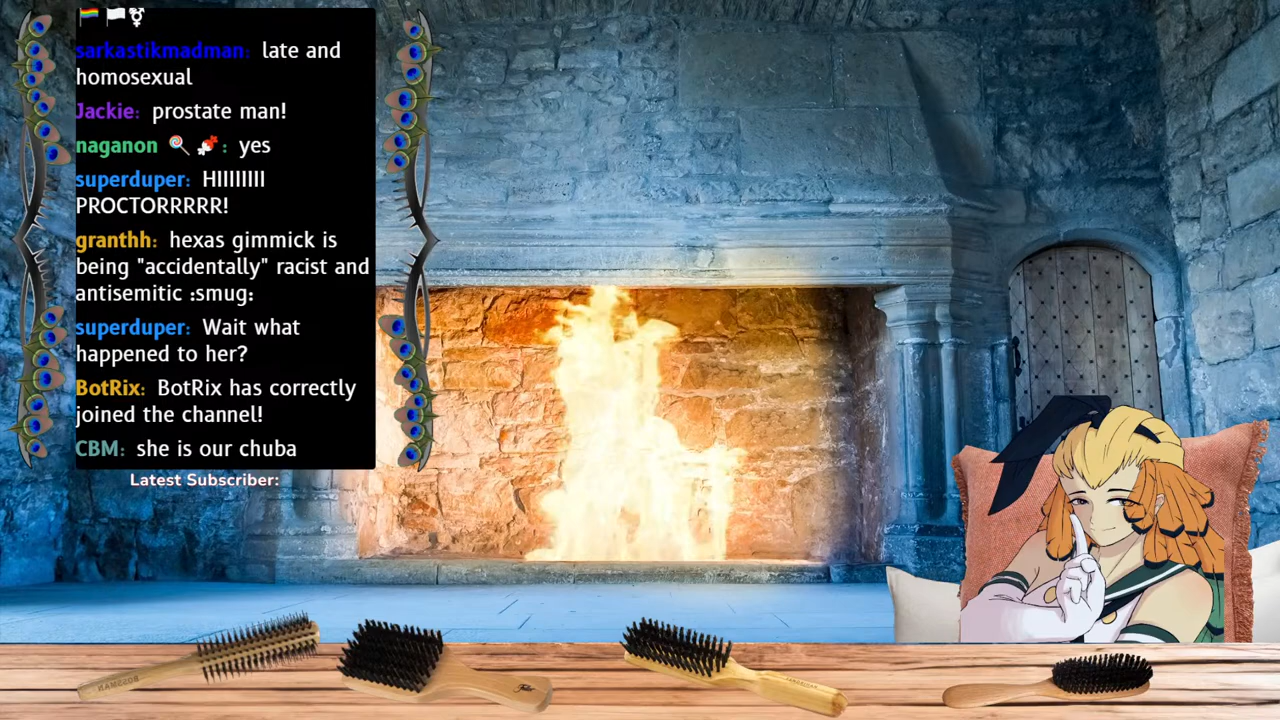 sarkastikmadman: late and
homosexual
Jackie: prostate man!
naganon 🍭 🍬: yes
superduper: HIIIIIIII
PROCTORRRRR!
granthh: hexas gimmick is
being "accidentally" racist and
antisemitic :smug:
superduper: Wait what
happened to her?
BotRix: BotRix has correctly
joined the channel!
CBM: she is our chuba
Latest Subscriber: